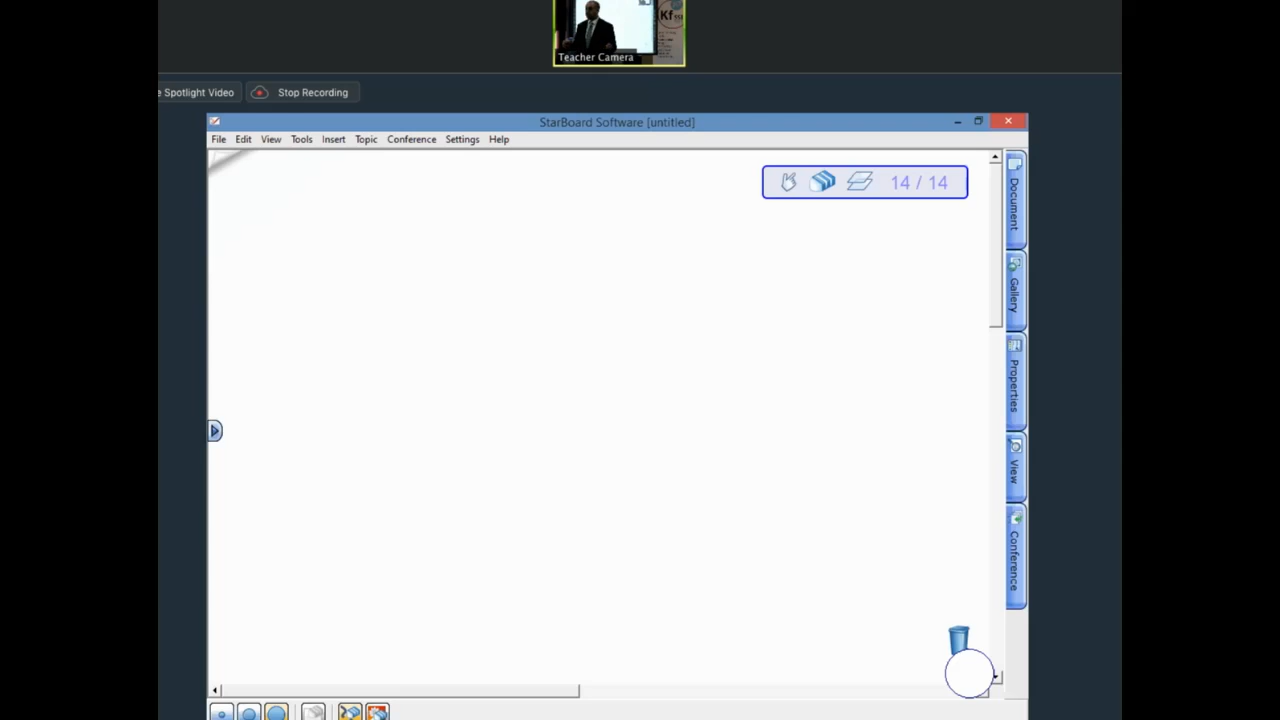 Kf
Teacher Camera
e Spotlight Video
Stop Recording
StarBoard Software [untitled]
File Edit View Tools Insert Topic Conference Settings Help
14 / 14
Document
Gallery
Properties
View
Conference